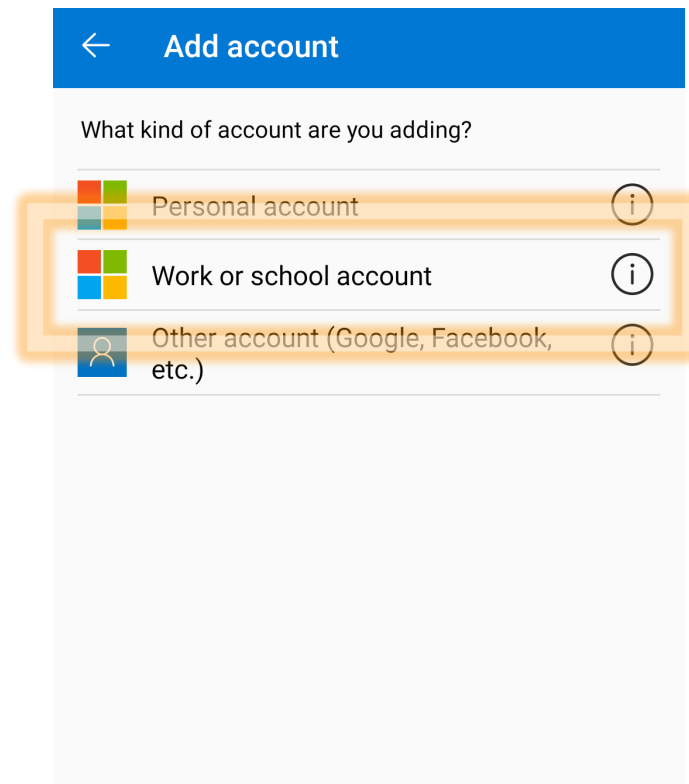 Add account
What kind of account are you adding?
Personal account
Work or school account
Other account (Google, Facebook,
etc.)